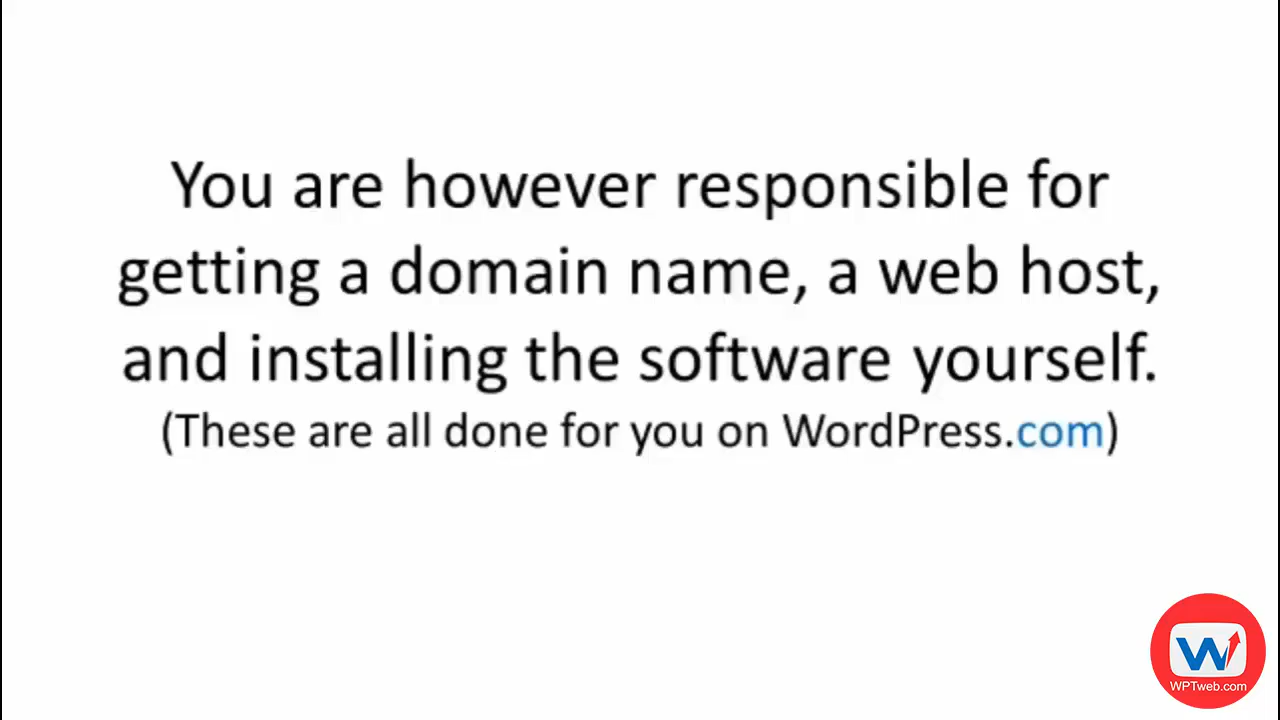 You are however responsible for
getting a domain name, a web host,
and installing the software yourself.
(These are all done for you on WordPress.com)
W
WPTweb.com